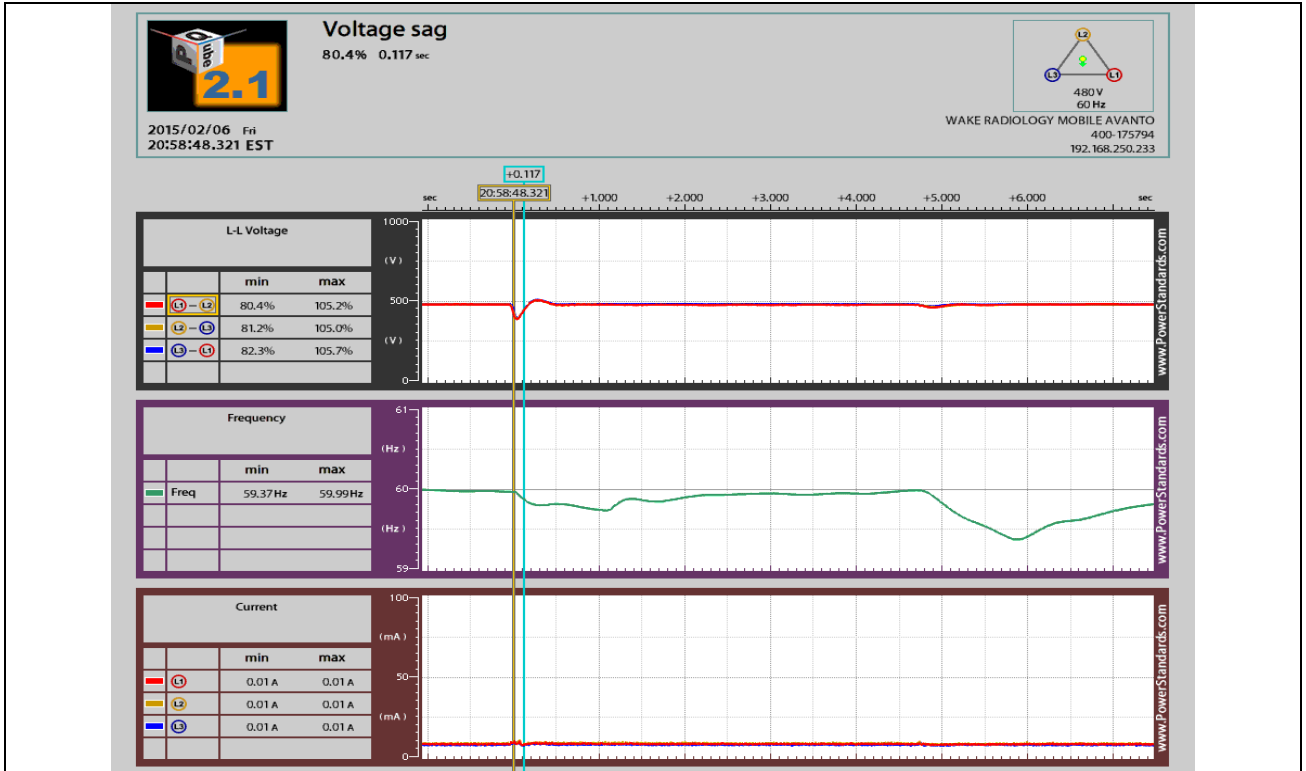 PQube
2.1
Voltage sag
80.4% 0.117 sec
2015/02/06 Fri
20:58:48.321 EST
L2
L3 L1
480 V
60 Hz
WAKE RADIOLOGY MOBILE AVANTO
400-175794
192.168.250.233
+0.117
sec 20:58:48.321 +1.000 +2.000 +3.000 +4.000 +5.000 +6.000 sec
L-L Voltage
min max
L1 – L2 80.4% 105.2%
L2 – L3 81.2% 105.0%
L3 – L1 82.3% 105.7%
1000
(V)
500
(V)
0
www.PowerStandards.com
Frequency
min max
Freq 59.37 Hz 59.99 Hz
61
(Hz)
60
(Hz)
59
www.PowerStandards.com
Current
min max
L1 0.01 A 0.01 A
L2 0.01 A 0.01 A
L3 0.01 A 0.01 A
100
(mA)
50
(mA)
0
www.PowerStandards.com